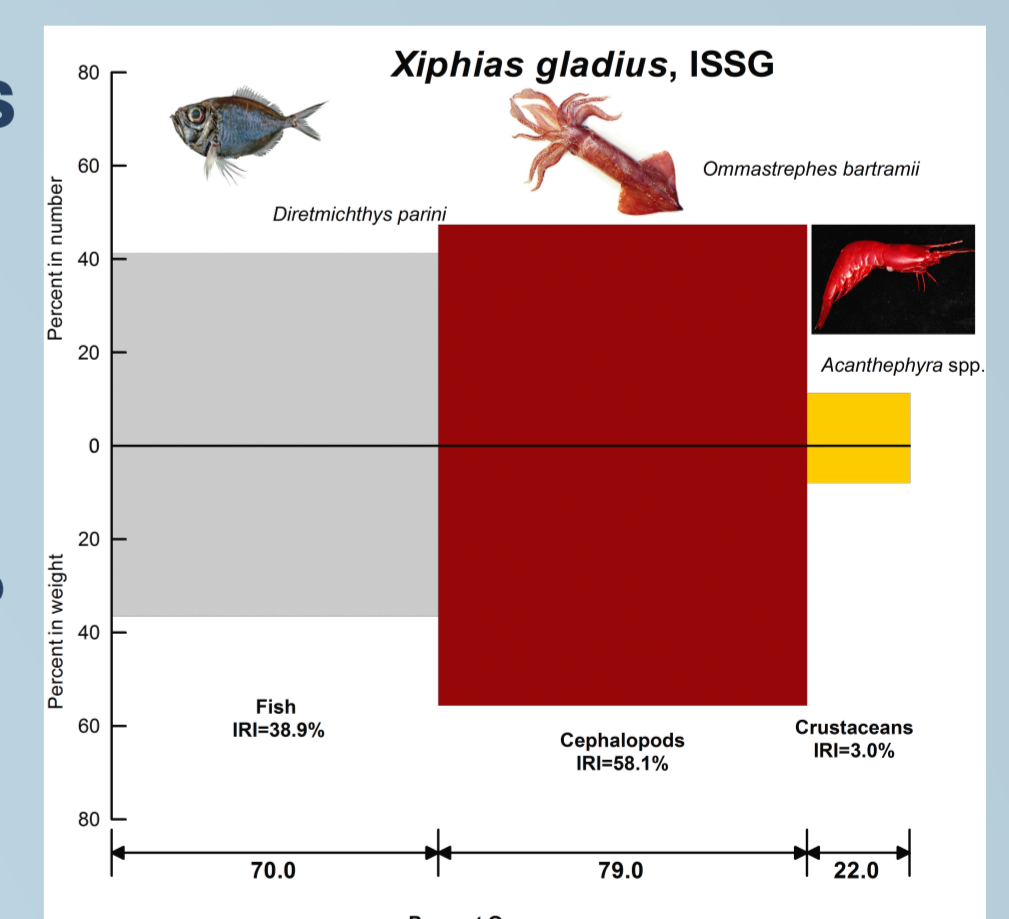 Xiphias gladius, ISSG
80
60
40
20
0
20
40
60
80
Percent in number
Percent in weight
Diretmichthys parini
Ommastrephes bartramii
Acanthephyra spp.
Fish
IRI=38.9%
Cephalopods
IRI=58.1%
Crustaceans
IRI=3.0%
70.0
79.0
22.0